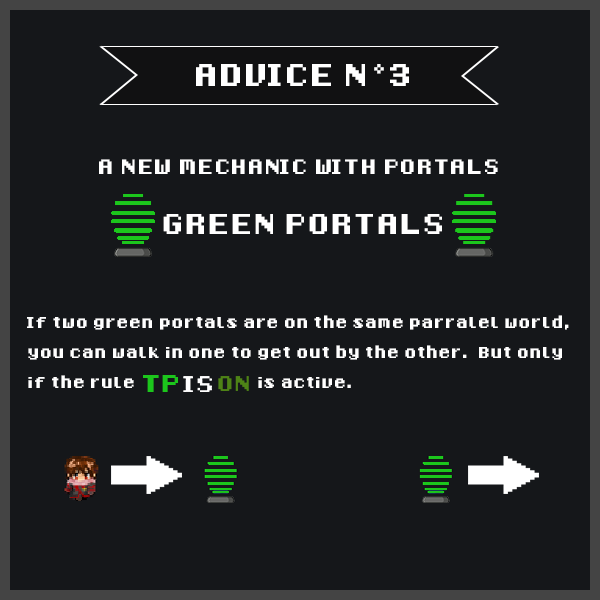 ADVICE N°3
A NEW MECHANIC WITH PORTALS
GREEN PORTALS
If two green portals are on the same parralel world,
you can walk in one to get out by the other. But only
if the rule TP IS ON is active.